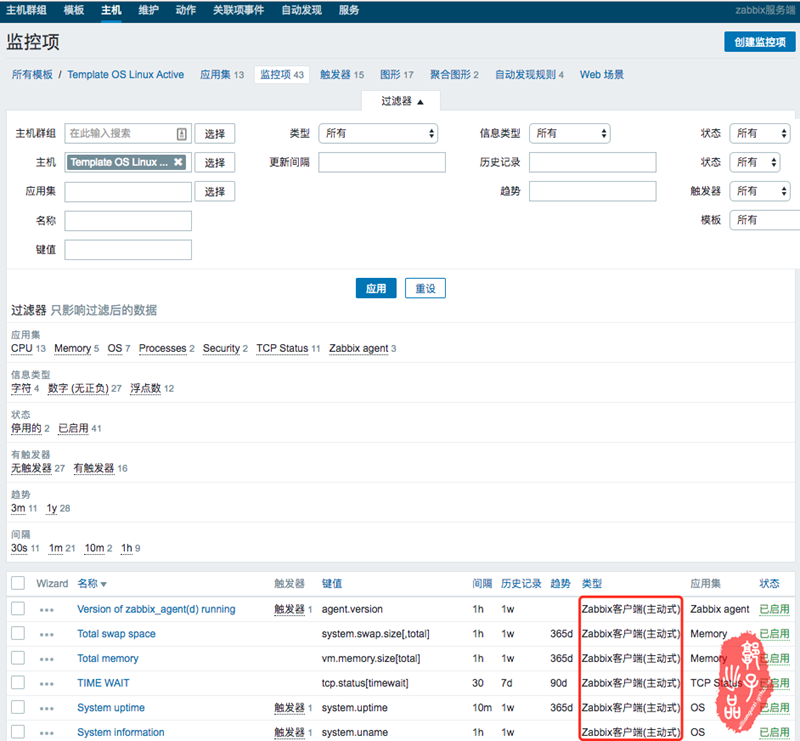 主机群组 模板 主机 维护 动作 关联项事件 自动发现 服务 zabbix服务端
监控项 创建监控项
所有模板 / Template OS Linux Active 应用集 13 监控项 43 触发器 15 图形 17 聚合图形 2 自动发现规则 4 Web 场景
过滤器 ▲
主机群组 在此输入搜索 选择 类型 所有 信息类型 所有 状态 所有
主机 Template OS Linux ... ✖ 选择 更新间隔 历史记录 状态 所有
应用集 选择 趋势 触发器 所有
名称 模板 所有
键值
应用 重设
过滤器 只影响过滤后的数据
应用集
CPU 13 Memory 5 OS 7 Processes 2 Security 2 TCP Status 11 Zabbix agent 3
信息类型
字符 4 数字 (无正负) 27 浮点数 12
状态
停用的 2 已启用 41
有触发器
无触发器 27 有触发器 16
趋势
3m 11 1y 28
间隔
30s 11 1m 21 10m 2 1h 9
Wizard 名称 ▼ 触发器 键值 间隔 历史记录 趋势 类型 应用集 状态
Version of zabbix_agent(d) running 触发器 1 agent.version 1h 1w Zabbix客户端(主动式) Zabbix agent 已启用
Total swap space system.swap.size[,total] 1h 1w 365d Zabbix客户端(主动式) Memory 已启用
Total memory vm.memory.size[total] 1h 1w 365d Zabbix客户端(主动式) Memory 已启用
TIME WAIT tcp.status[timewait] 30 7d 90d Zabbix客户端(主动式) TCP Status 已启用
System uptime 触发器 1 system.uptime 10m 1w 365d Zabbix客户端(主动式) OS 已启用
System information 触发器 1 system.uname 1h 1w Zabbix客户端(主动式) OS 已启用